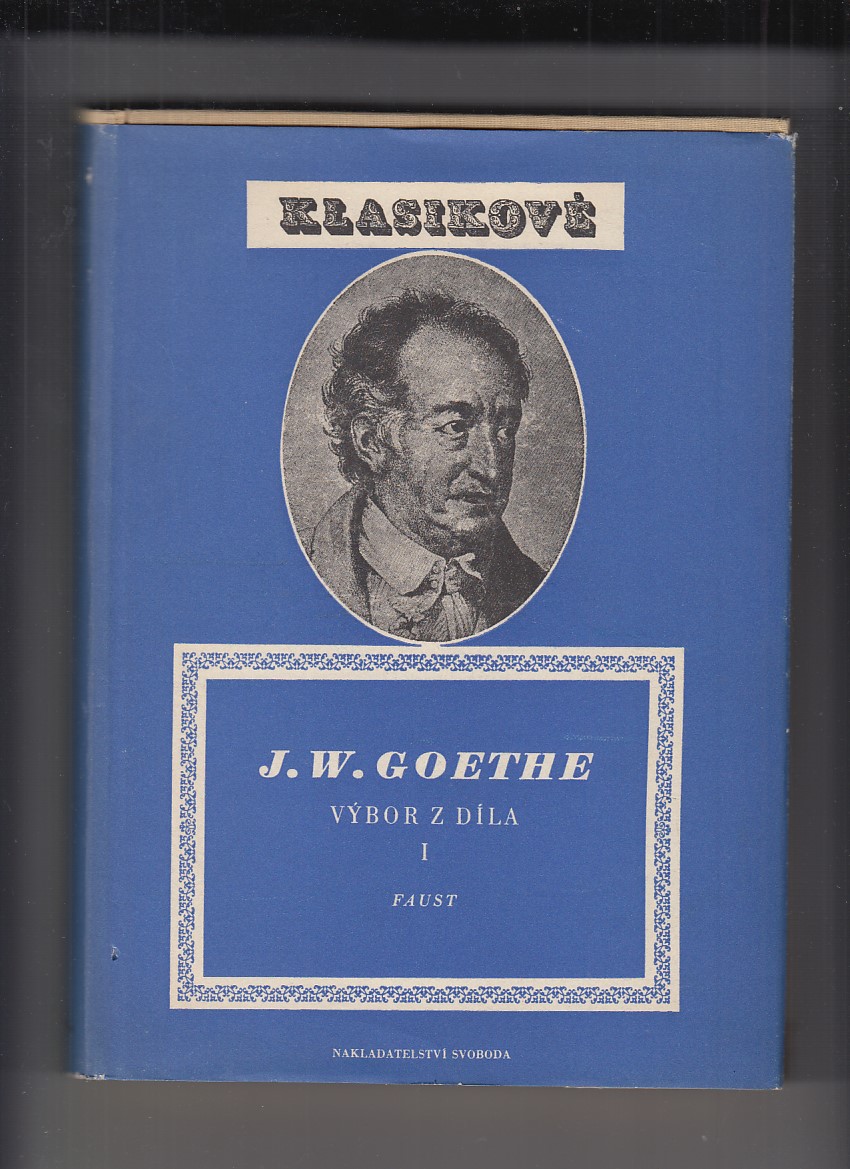 KLASIKOVÉ
J. W. GOETHE
VÝBOR Z DÍLA
I
FAUST
NAKLADATELSTVÍ SVOBODA